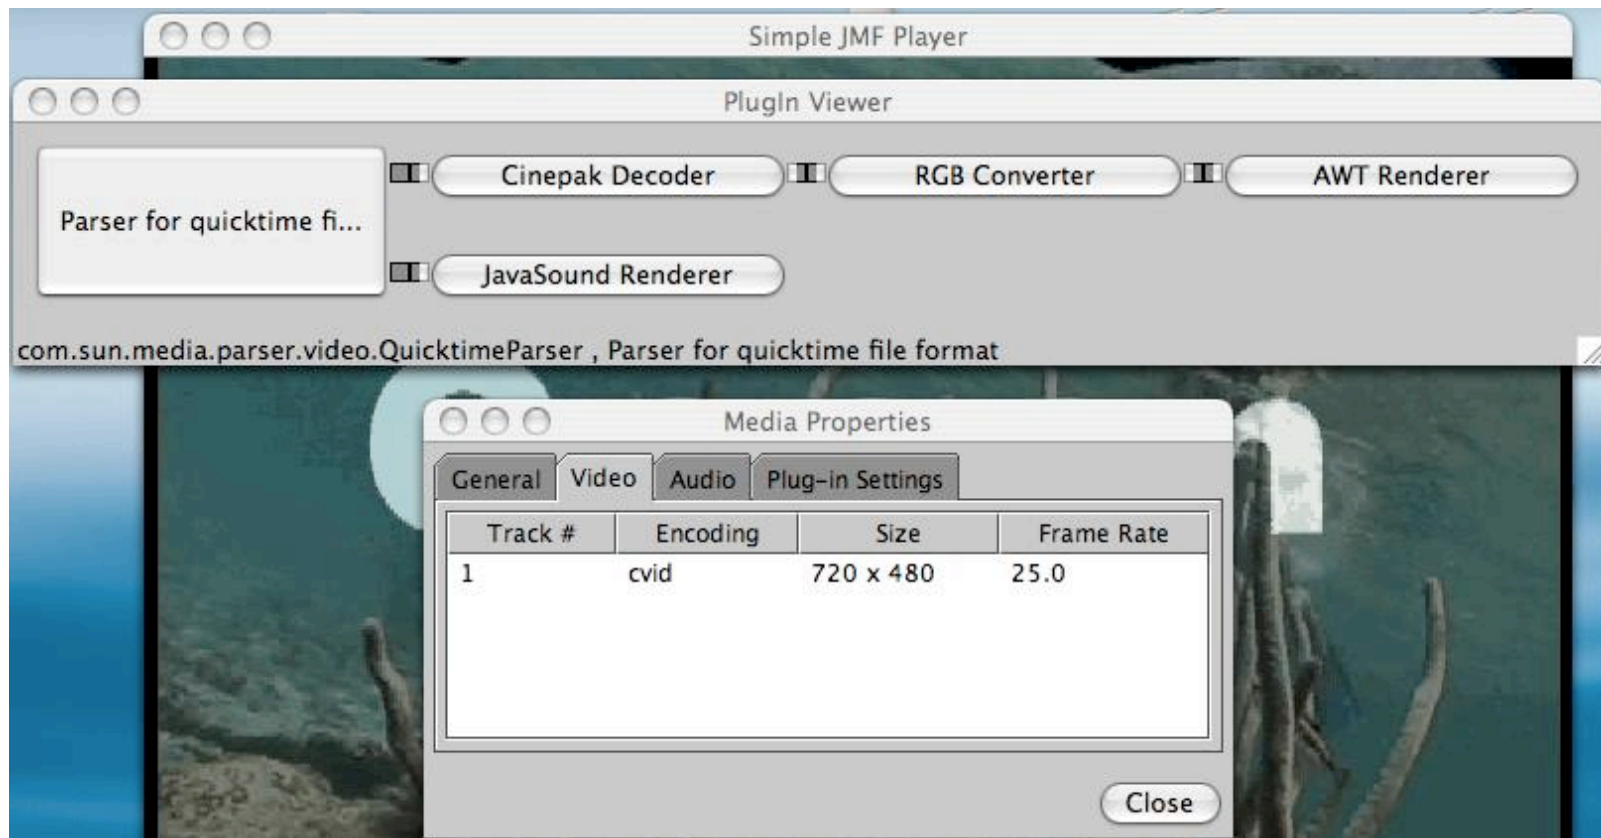 Simple JMF Player
PlugIn Viewer
Cinepak Decoder
RGB Converter
AWT Renderer
Parser for quicktime fi...
JavaSound Renderer
com.sun.media.parser.video.QuicktimeParser , Parser for quicktime file format
Media Properties
General Video Audio Plug-in Settings
Track # Encoding Size Frame Rate
1 cvid 720 x 480 25.0
Close